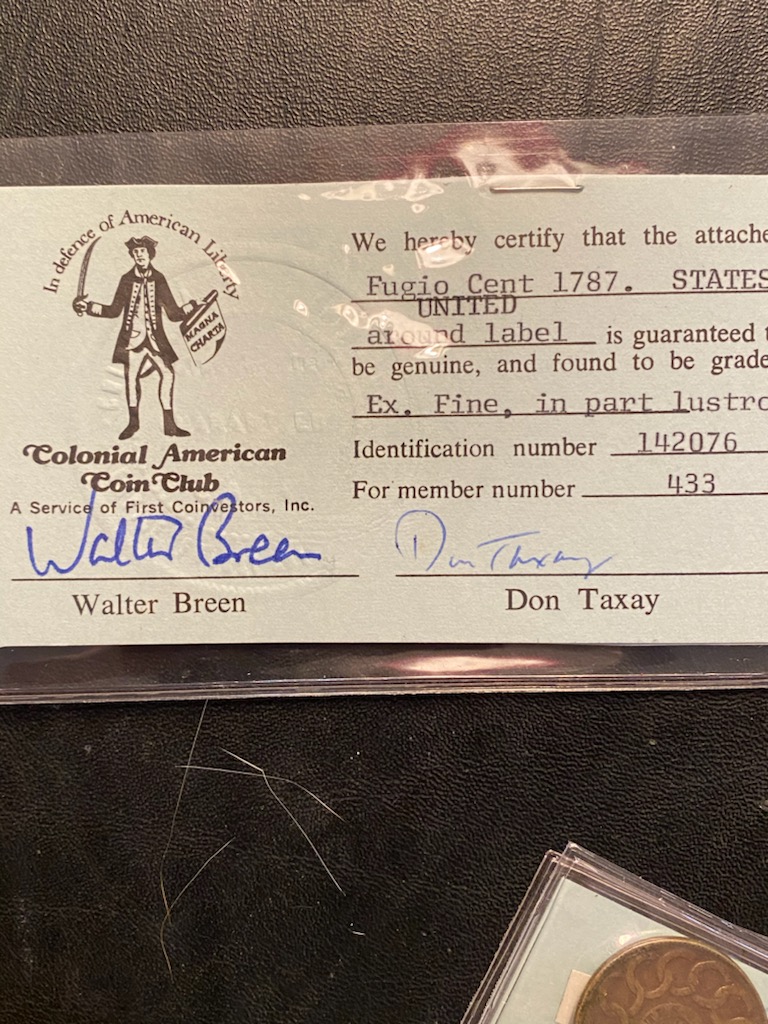 In defence of American Liberty
MAGNA
CHARTA
Colonial American
Coin Club
A Service of First Coinvestors, Inc.
Walter Breen
Walter Breen
We hereby certify that the attache
Fugio Cent 1787. STATES
UNITED
around label is guaranteed t
be genuine, and found to be grade
Ex. Fine, in part lustro
Identification number 142076
For member number 433
Don Taxay
Don Taxay